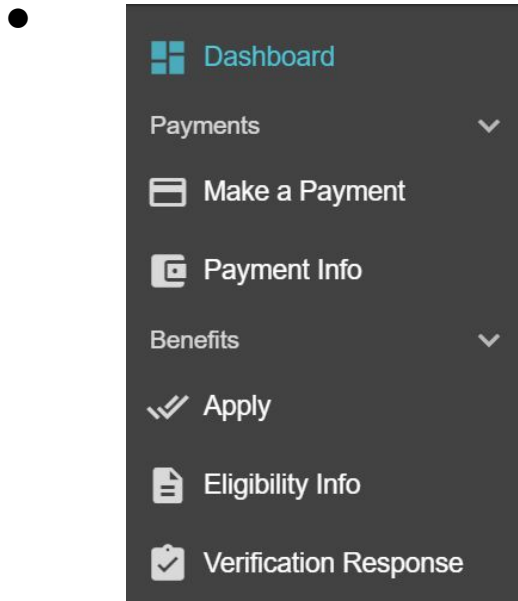 Dashboard
Payments
Make a Payment
Payment Info
Benefits
Apply
Eligibility Info
Verification Response